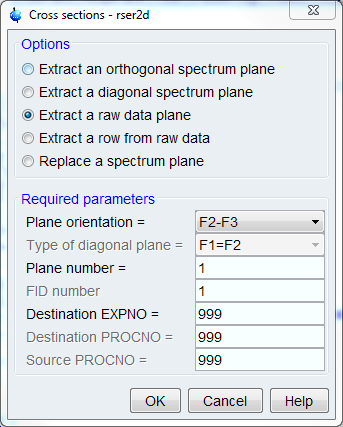 Cross sections - rser2d
Options
Extract an orthogonal spectrum plane
Extract a diagonal spectrum plane
Extract a raw data plane
Extract a row from raw data
Replace a spectrum plane
Required parameters
Plane orientation = F2-F3
Type of diagonal plane = F1=F2
Plane number = 1
FID number 1
Destination EXPNO = 999
Destination PROCNO = 999
Source PROCNO = 999
OK Cancel Help